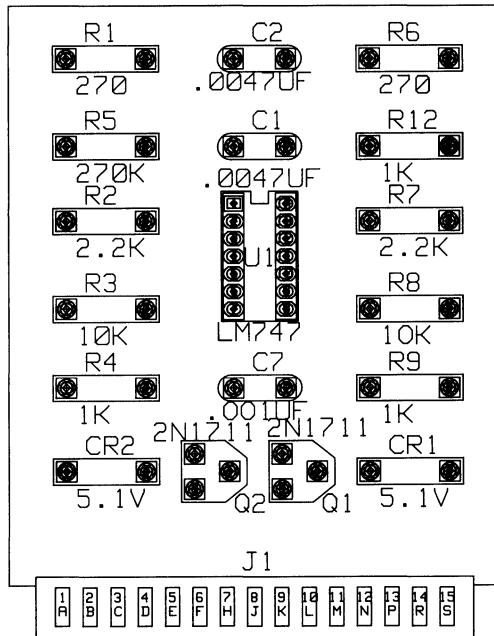 R1 C2 R6
270 .0047UF 270
R5 C1 R12
270K .0047UF 1K
R2 R7
2.2K U1 2.2K
R3 R8
10K LM747 10K
R4 C7 R9
1K .001UF 1K
2N1711 2N1711
CR2 CR1
5.1V Q2 Q1 5.1V
J1
1 2 3 4 5 6 7 8 9 10 11 12 13 14 15
A B C D E F H J K L M N P R S